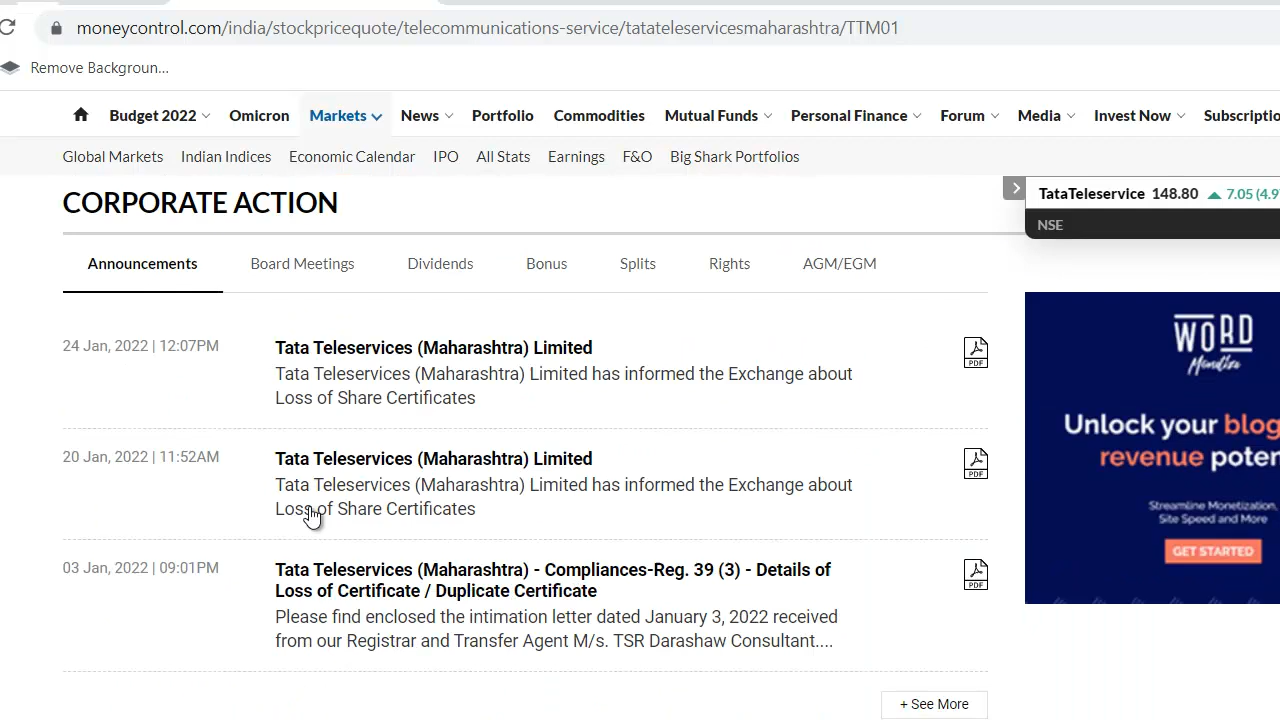 moneycontrol.com/india/stockpricequote/telecommunications-service/tatateleservicesmaharashtra/TTM01
Remove Backgroun...
Budget 2022 Omicron Markets News Portfolio Commodities Mutual Funds Personal Finance Forum Media Invest Now Subscriptio
Global Markets Indian Indices Economic Calendar IPO All Stats Earnings F&O Big Shark Portfolios
CORPORATE ACTION
TataTeleservice 148.80 7.05 (4.9
NSE
Announcements Board Meetings Dividends Bonus Splits Rights AGM/EGM
24 Jan, 2022 | 12:07PM
Tata Teleservices (Maharashtra) Limited
Tata Teleservices (Maharashtra) Limited has informed the Exchange about
Loss of Share Certificates
PDF
20 Jan, 2022 | 11:52AM
Tata Teleservices (Maharashtra) Limited
Tata Teleservices (Maharashtra) Limited has informed the Exchange about
Loss of Share Certificates
PDF
03 Jan, 2022 | 09:01PM
Tata Teleservices (Maharashtra) - Compliances-Reg. 39 (3) - Details of
Loss of Certificate / Duplicate Certificate
Please find enclosed the intimation letter dated January 3, 2022 received
from our Registrar and Transfer Agent M/s. TSR Darashaw Consultant....
PDF
+ See More
WORD
Monetize
Unlock your blog
revenue poten
Streamline Monetization,
Site Speed and More
GET STARTED